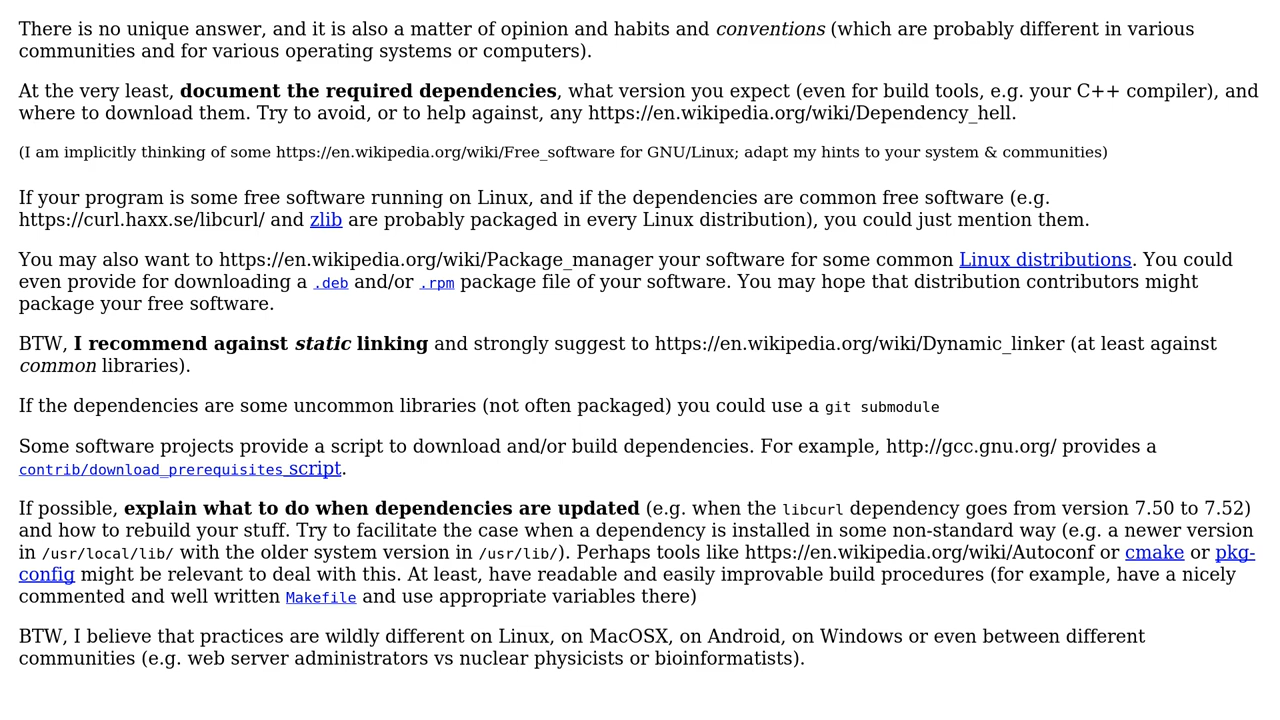 There is no unique answer, and it is also a matter of opinion and habits and conventions (which are probably different in various
communities and for various operating systems or computers).
At the very least, document the required dependencies, what version you expect (even for build tools, e.g. your C++ compiler), and
where to download them. Try to avoid, or to help against, any https://en.wikipedia.org/wiki/Dependency_hell.
(I am implicitly thinking of some https://en.wikipedia.org/wiki/Free_software for GNU/Linux; adapt my hints to your system & communities)
If your program is some free software running on Linux, and if the dependencies are common free software (e.g.
https://curl.haxx.se/libcurl/ and zlib are probably packaged in every Linux distribution), you could just mention them.
You may also want to https://en.wikipedia.org/wiki/Package_manager your software for some common Linux distributions. You could
even provide for downloading a .deb and/or .rpm package file of your software. You may hope that distribution contributors might
package your free software.
BTW, I recommend against static linking and strongly suggest to https://en.wikipedia.org/wiki/Dynamic_linker (at least against
common libraries).
If the dependencies are some uncommon libraries (not often packaged) you could use a git submodule
Some software projects provide a script to download and/or build dependencies. For example, http://gcc.gnu.org/ provides a
contrib/download_prerequisites script.
If possible, explain what to do when dependencies are updated (e.g. when the libcurl dependency goes from version 7.50 to 7.52)
and how to rebuild your stuff. Try to facilitate the case when a dependency is installed in some non-standard way (e.g. a newer version
in /usr/local/lib/ with the older system version in /usr/lib/). Perhaps tools like https://en.wikipedia.org/wiki/Autoconf or cmake or pkg-
config might be relevant to deal with this. At least, have readable and easily improvable build procedures (for example, have a nicely
commented and well written Makefile and use appropriate variables there)
BTW, I believe that practices are wildly different on Linux, on MacOSX, on Android, on Windows or even between different
communities (e.g. web server administrators vs nuclear physicists or bioinformatists).